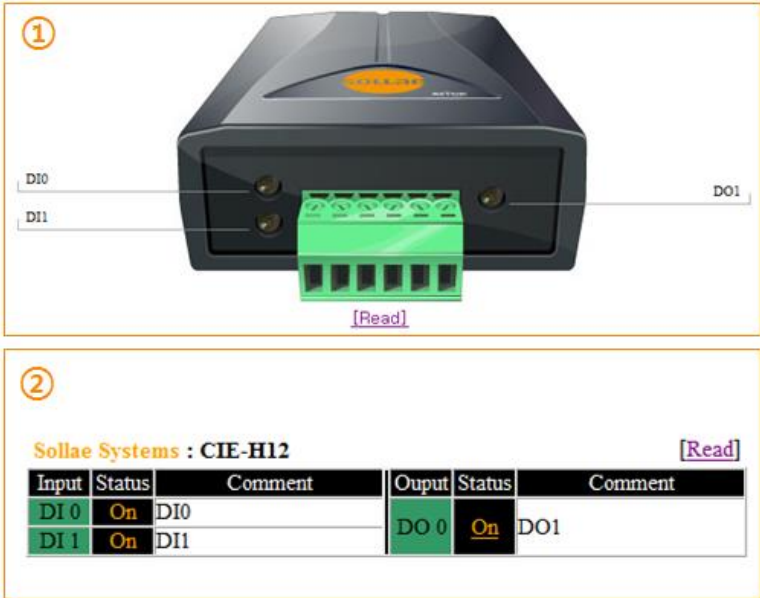 ①
sollae
DI0
DO1
DI1
[Read]
②
Sollae Systems : CIE-H12 [Read]
Input Status Comment Ouput Status Comment
DI 0 On DI0 DO 0 On DO1
DI 1 On DI1